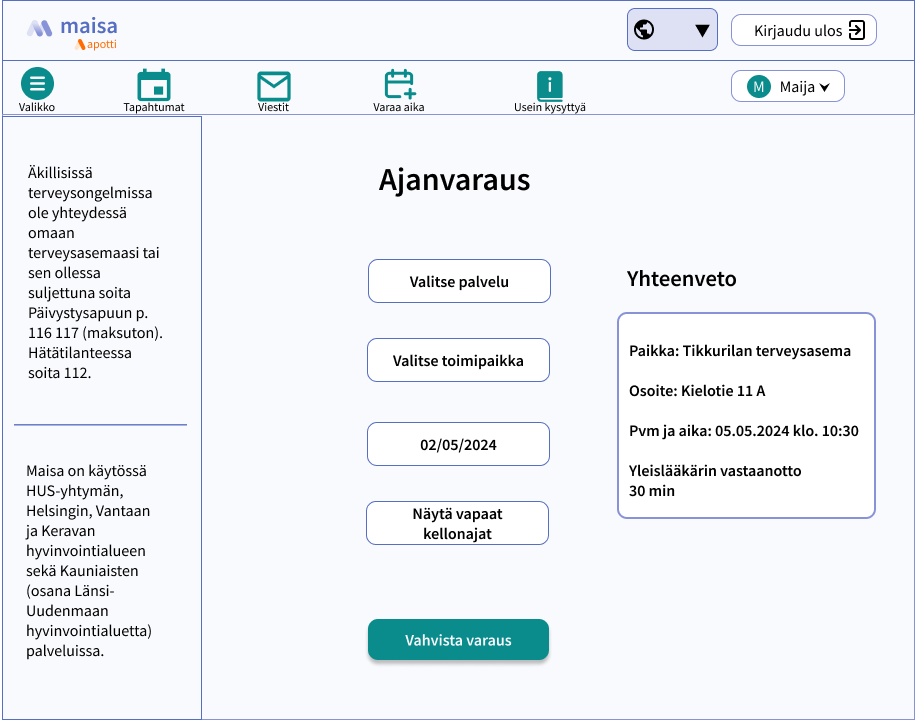 maisa
apotti
Kirjaudu ulos
Valikko
Tapahtumat
Viestit
Varaa aika
Usein kysyttyä
M
Maija
Äkillisissä
terveysongelmissa
ole yhteydessä
omaan
terveysasemaasi tai
sen ollessa
suljettuna soita
Päivystysapuun p.
116 117 (maksuton).
Hätätilanteessa
soita 112.
Maisa on käytössä
HUS-yhtymän,
Helsingin, Vantaan
ja Keravan
hyvinvointialueen
sekä Kauniaisten
(osana Länsi-
Uudenmaan
hyvinvointialuetta)
palveluissa.
Ajanvaraus
Valitse palvelu
Valitse toimipaikka
02/05/2024
Näytä vapaat
kellonajat
Vahvista varaus
Yhteenveto
Paikka: Tikkurilan terveysasema
Osoite: Kielotie 11 A
Pvm ja aika: 05.05.2024 klo. 10:30
Yleislääkärin vastaanotto
30 min